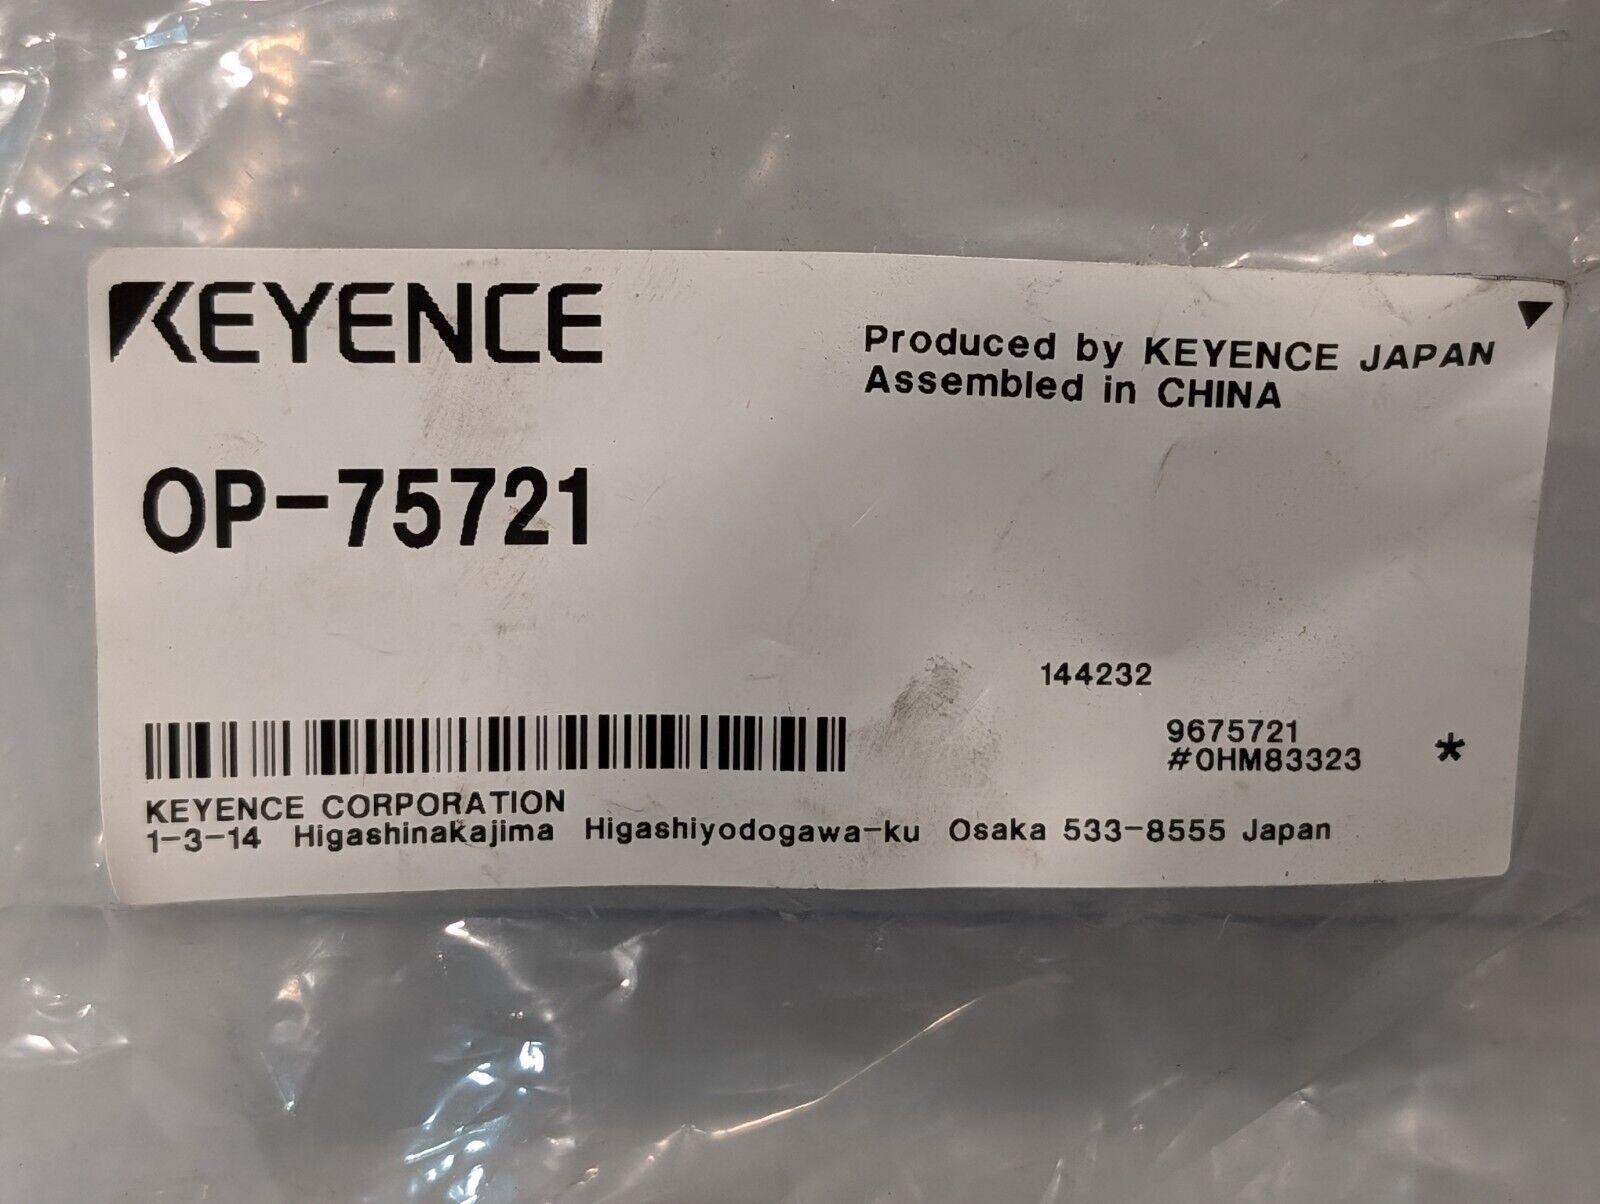 KEYENCE
Produced by KEYENCE JAPAN
Assembled in CHINA
OP-75721
144232
9675721
#0HM83323 *
KEYENCE CORPORATION
1-3-14 Higashinakajima Higashiyodogawa-ku Osaka 533-8555 Japan